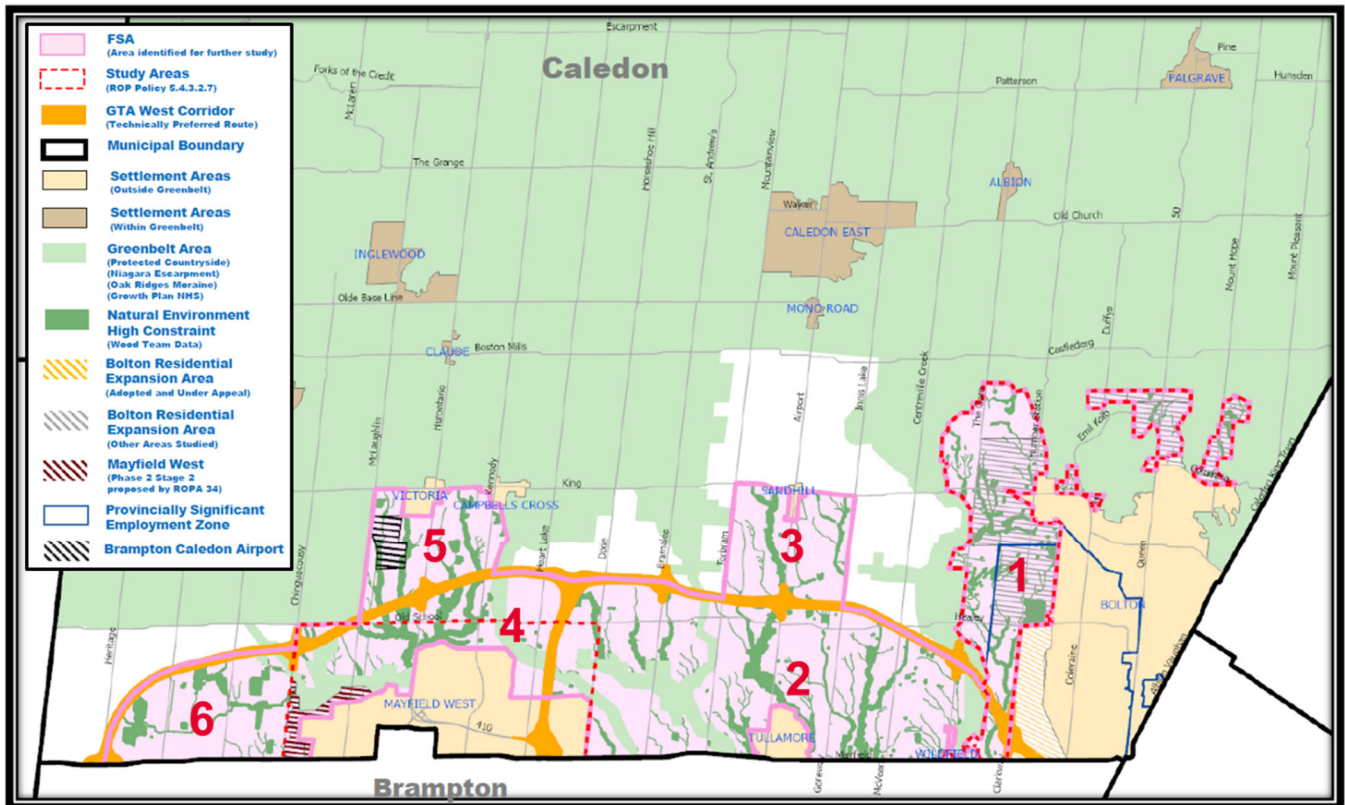 FSA
(Area identified for further study)
Study Areas
(ROP Policy 5.4.3.2.7)
GTA West Corridor
(Technically Preferred Route)
Municipal Boundary
Settlement Areas
(Outside Greenbelt)
Settlement Areas
(Within Greenbelt)
Greenbelt Area
(Protected Countryside)
(Niagara Escarpment)
(Oak Ridges Moraine)
(Growth Plan NHS)
Natural Environment
High Constraint
(Wood Team Data)
Bolton Residential
Expansion Area
(Adopted and Under Appeal)
Bolton Residential
Expansion Area
(Other Areas Studied)
Mayfield West
(Phase 2 Stage 2
proposed by ROPA 34)
Provincially Significant
Employment Zone
Brampton Caledon Airport
Escarpment
Caledon
Forks of the Credit
McLaren
Pine
PALGRAVE
Hunsden
Patterson
The Grange
Horseshoe Hill
St. Andrew's
Mountainview
ALBION
Walker
Old Church
CALEDON EAST
50
Mount Hope
Mount Pleasant
INGLEWOOD
Olde Base Line
MONO ROAD
CLAUDE
Boston Mills
Duffys
Castlederg
Centreville Creek
Innis Lake
Airport
Hurontario
McLaughlin
Emil Kolb
Kennedy
King
VICTORIA
CAMPBELLS CROSS
SANDHILL
Caledon King Town
5
3
1
Heart Lake
Dixie
Bramalea
Torbram
Queen
Chinguacousy
BOLTON
Old School
4
Healey
Heritage
2
Coleraine
Albion Vaughan
6
MAYFIELD WEST
410
TULLAMORE
Mayfield
WILDFIELD
Goreway
McVean
Brampton